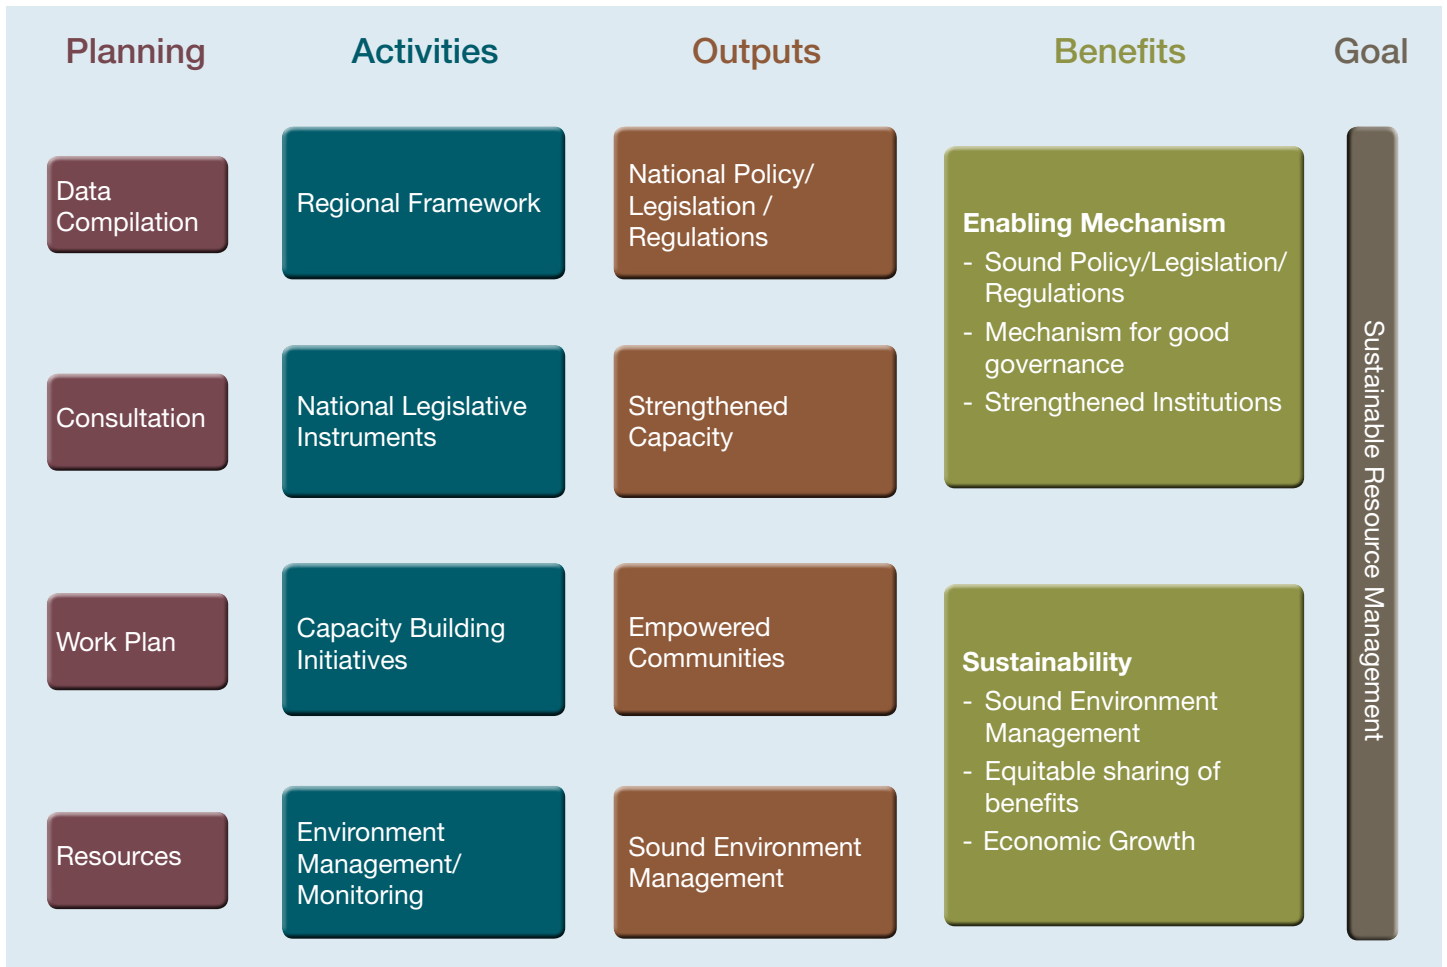 Planning
Activities
Outputs
Benefits
Goal
Data
Compilation
Consultation
Work Plan
Resources
Regional Framework
National Legislative
Instruments
Capacity Building
Initiatives
Environment
Management/
Monitoring
National Policy/
Legislation /
Regulations
Strengthened
Capacity
Empowered
Communities
Sound Environment
Management
Enabling Mechanism
- Sound Policy/Legislation/
Regulations
- Mechanism for good
governance
- Strengthened Institutions
Sustainability
- Sound Environment
Management
- Equitable sharing of
benefits
- Economic Growth
Sustainable Resource Management